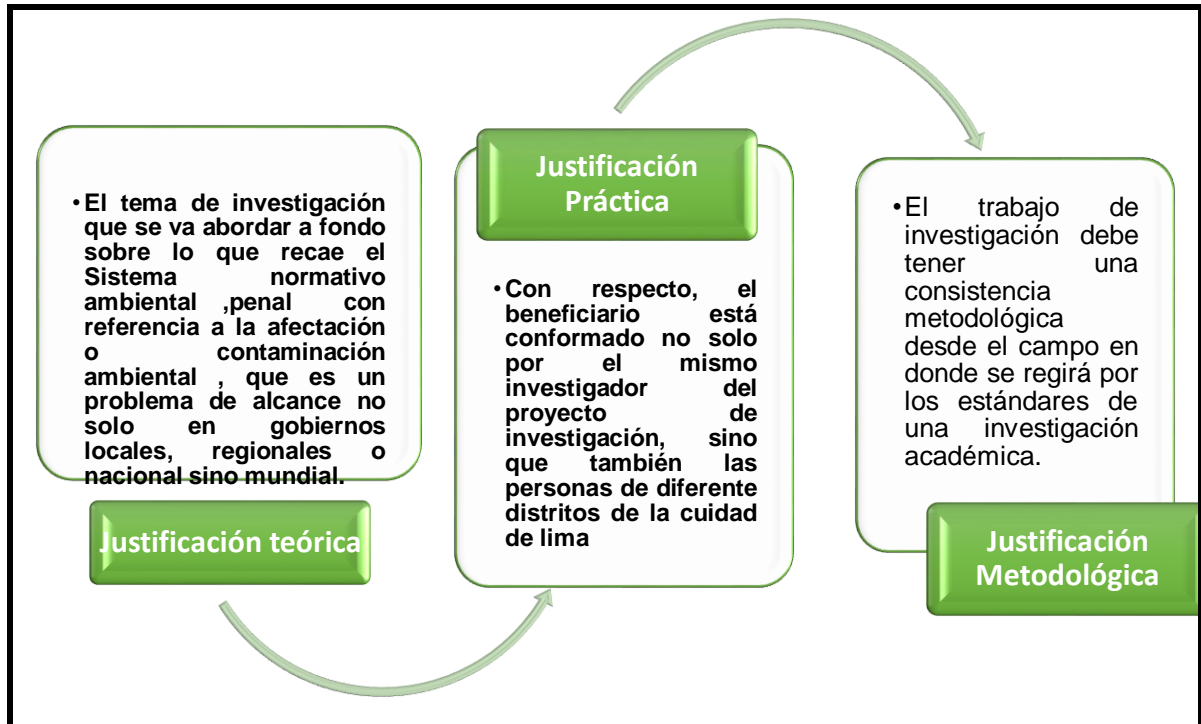 •El tema de investigación
que se va abordar a fondo
sobre lo que recae el
Sistema normativo
ambiental ,penal con
referencia a la afectación
o contaminación
ambiental , que es un
problema de alcance no
solo en gobiernos
locales, regionales o
nacional sino mundial.
Justificación teórica
Justificación
Práctica
•Con respecto, el
beneficiario está
conformado no solo
por el mismo
investigador del
proyecto de
investigación, sino
que también las
personas de diferente
distritos de la cuidad
de lima
•El trabajo de
investigación debe
tener una
consistencia
metodológica
desde el campo en
donde se regirá por
los estándares de
una investigación
académica.
Justificación
Metodológica